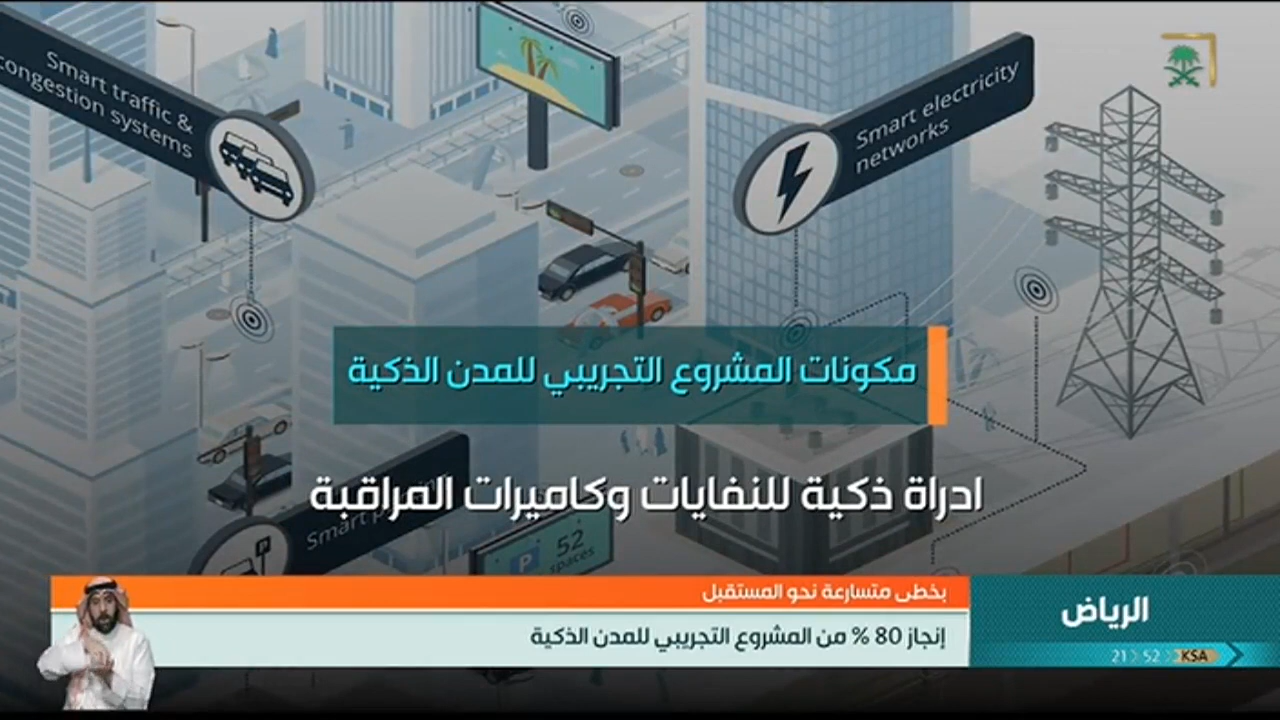 Smart traffic &
congestion systems
Smart electricity
networks
مكونات المشروع التجريبي للمدن الذكية
ادراة ذكية للنفايات وكاميرات المراقبة
Smart
P 52
spaces
بخطى متسارعة نحو المستقبل
إنجاز 80 % من المشروع التجريبي للمدن الذكية
الرياض
21 52 KSA